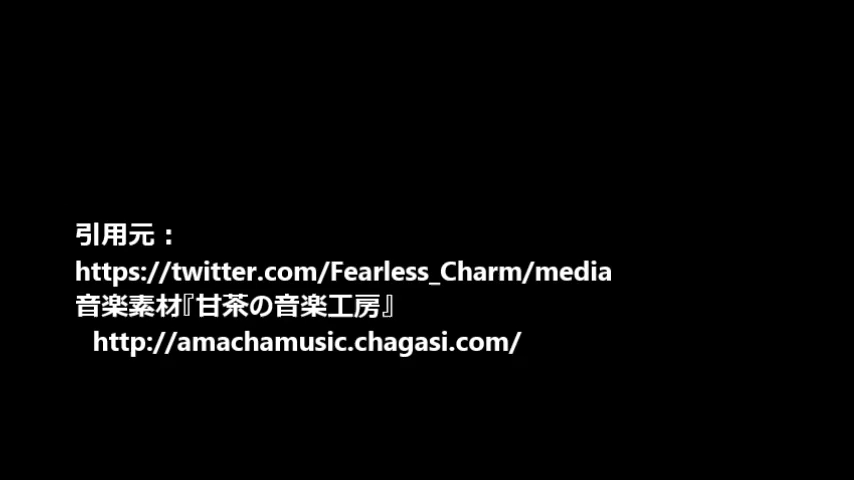 引用元：
https://twitter.com/Fearless_Charm/media
音楽素材『甘茶の音楽工房』
http://amachamusic.chagasi.com/